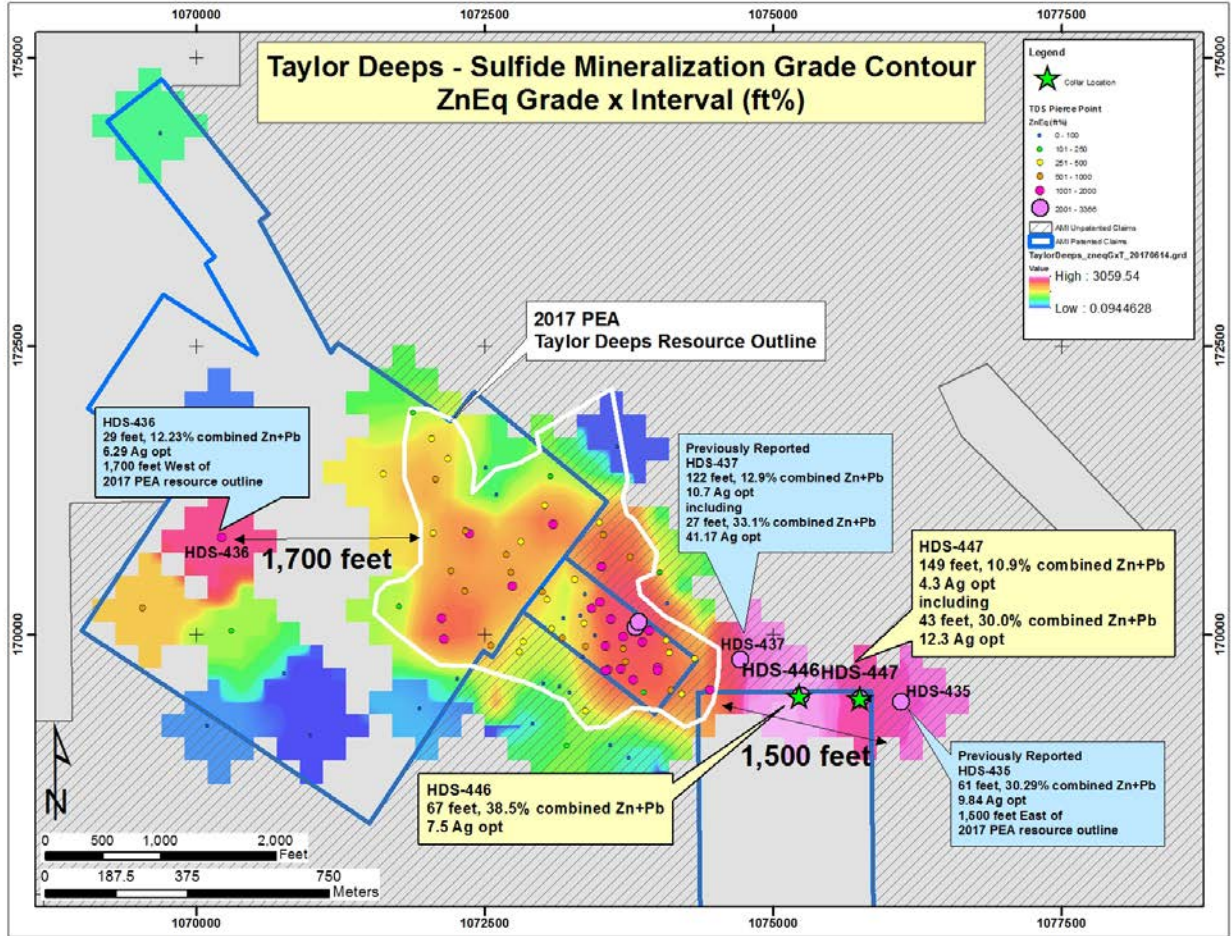 1070000
1072500
1075000
1077500
175000
172500
170000
175000
172500
170000
Taylor Deeps - Sulfide Mineralization Grade Contour
ZnEq Grade x Interval (ft%)
Legend
Collar Location
TDS Pierce Point
ZnEq(ft%)
0 - 100
101 - 250
251 - 500
501 - 1000
1001 - 2000
2001 - 3366
AMI Unpatented Claims
AMI Patented Claims
TaylorDeeps_zneqGxT_20170614.grd
Value
High : 3059.54
Low : 0.0944628
2017 PEA
Taylor Deeps Resource Outline
HDS-436
29 feet, 12.23% combined Zn+Pb
6.29 Ag opt
1,700 feet West of
2017 PEA resource outline
HDS-436
1,700 feet
Previously Reported
HDS-437
122 feet, 12.9% combined Zn+Pb
10.7 Ag opt
including
27 feet, 33.1% combined Zn+Pb
41.17 Ag opt
HDS-447
149 feet, 10.9% combined Zn+Pb
4.3 Ag opt
including
43 feet, 30.0% combined Zn+Pb
12.3 Ag opt
HDS-437
HDS-446
HDS-447
HDS-435
1,500 feet
HDS-446
67 feet, 38.5% combined Zn+Pb
7.5 Ag opt
Previously Reported
HDS-435
61 feet, 30.29% combined Zn+Pb
9.84 Ag opt
1,500 feet East of
2017 PEA resource outline
N
0 500 1,000 2,000
Feet
0 187.5 375 750
Meters
1070000
1072500
1075000
1077500